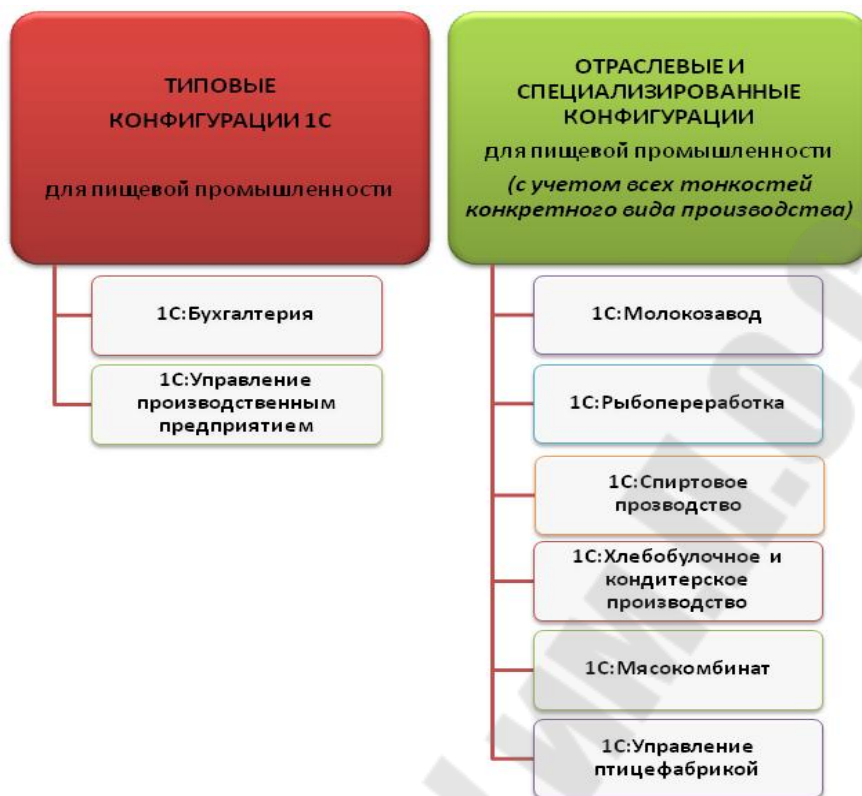 ТИПОВЫЕ
КОНФИГУРАЦИИ 1С
для пищевой промышленности
1С:Бухгалтерия
1С:Управление
производственным
предприятием
ОТРАСЛЕВЫЕ И
СПЕЦИАЛИЗИРОВАННЫЕ
КОНФИГУРАЦИИ
для пищевой промышленности
(с учетом всех тонкостей
конкретного вида производства)
1С:Молокозавод
1С:Рыбопереработка
1С:Спиртовое
прозводство
1С:Хлебобулочное и
кондитерское
производство
1С:Мясокомбинат
1С:Управление
птицефабрикой